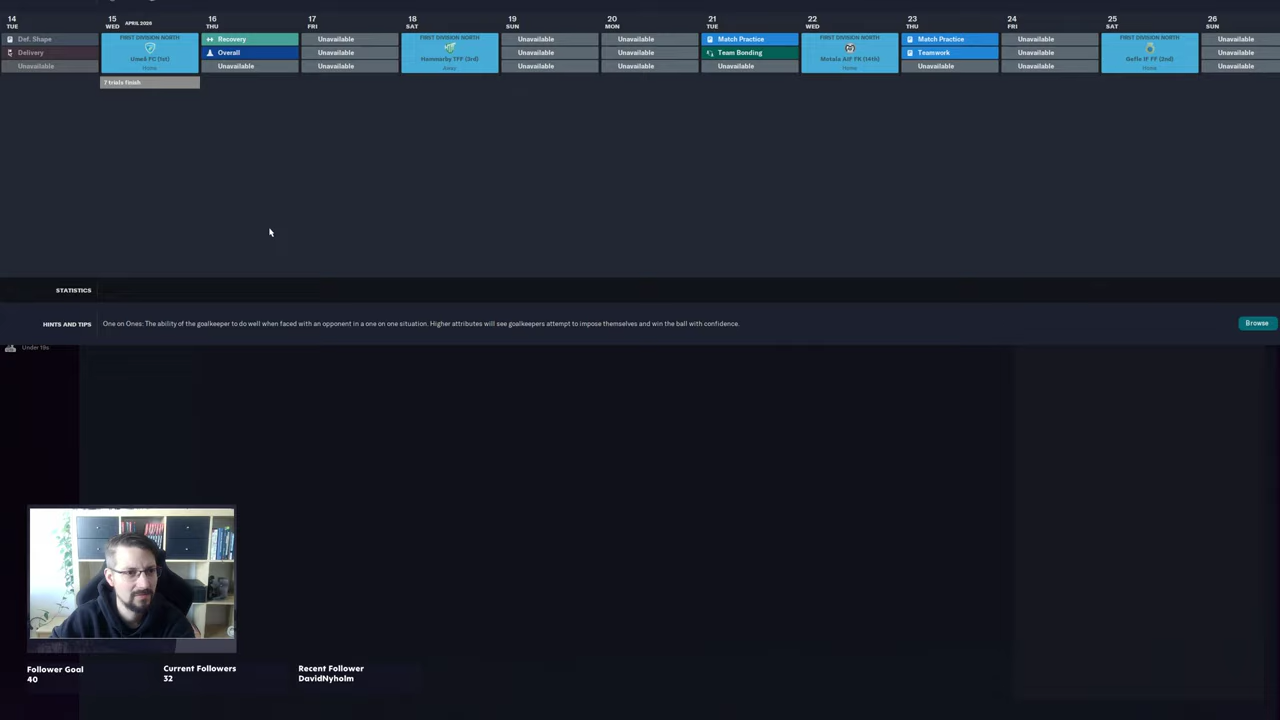 14 15 16 17 18 19 20 21 22 23 24 25 26
TUE WED APRIL 2026 THU FRI SAT SUN MON TUE WED THU FRI SAT SUN
Def. Shape FIRST DIVISION NORTH Recovery Unavailable FIRST DIVISION NORTH Unavailable Unavailable Match Practice FIRST DIVISION NORTH Match Practice Unavailable FIRST DIVISION NORTH Unavailable
Delivery Umeå FC (1st) Overall Unavailable Hammarby TFF (3rd) Unavailable Unavailable Team Bonding Motala AIF FK (14th) Teamwork Unavailable Gefle IF FF (2nd) Unavailable
Unavailable Home Unavailable Unavailable Away Unavailable Unavailable Unavailable Home Unavailable Unavailable Home Unavailable
7 trials finish
STATISTICS
HINTS AND TIPS One on Ones: The ability of the goalkeeper to do well when faced with an opponent in a one on one situation. Higher attributes will see goalkeepers attempt to impose themselves and win the ball with confidence. Browse
Under 19s
Follower Goal Current Followers Recent Follower
40 32 DavidNyholm